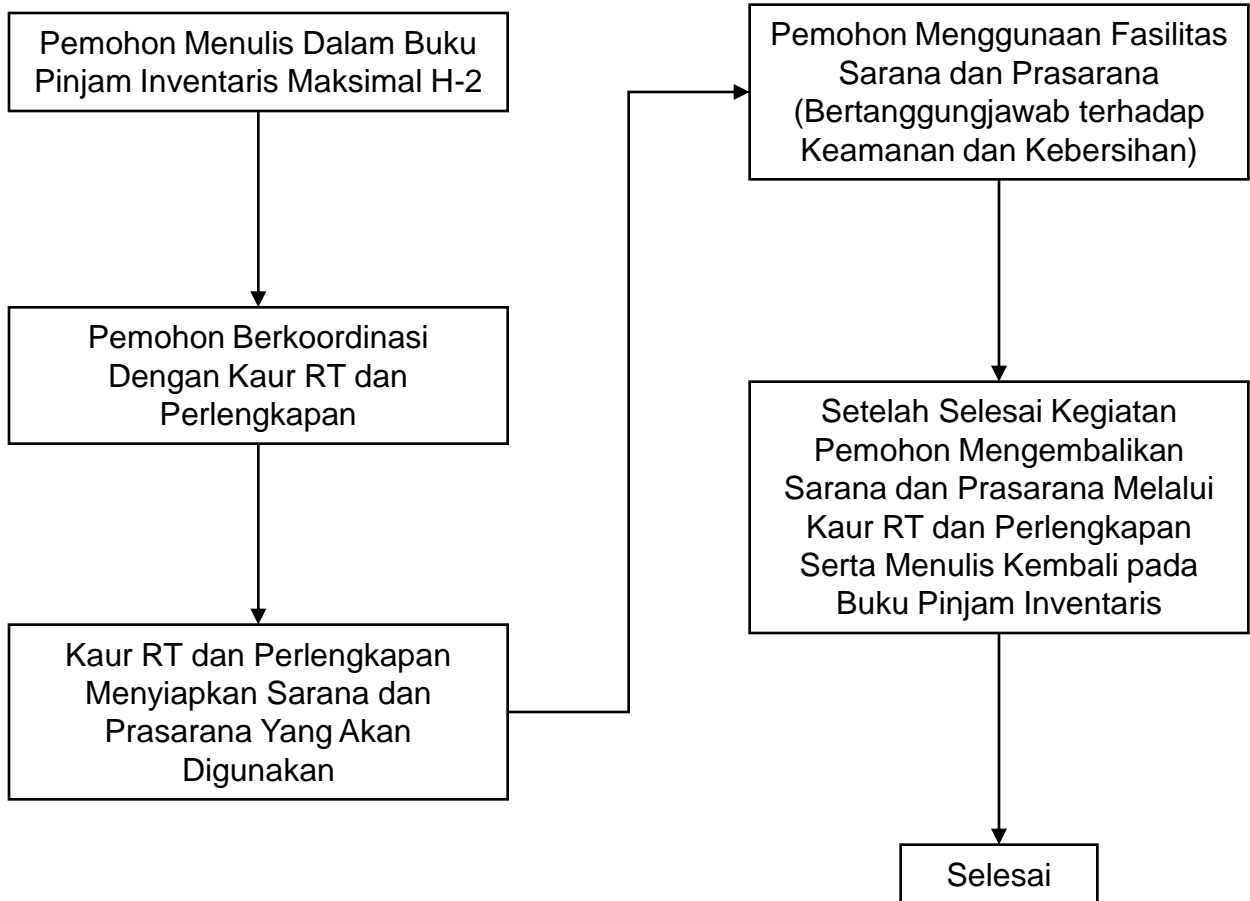 Pemohon Menulis Dalam Buku
Pinjam Inventaris Maksimal H-2
Pemohon Berkoordinasi
Dengan Kaur RT dan
Perlengkapan
Kaur RT dan Perlengkapan
Menyiapkan Sarana dan
Prasarana Yang Akan
Digunakan
Pemohon Menggunaan Fasilitas
Sarana dan Prasarana
(Bertanggungjawab terhadap
Keamanan dan Kebersihan)
Setelah Selesai Kegiatan
Pemohon Mengembalikan
Sarana dan Prasarana Melalui
Kaur RT dan Perlengkapan
Serta Menulis Kembali pada
Buku Pinjam Inventaris
Selesai